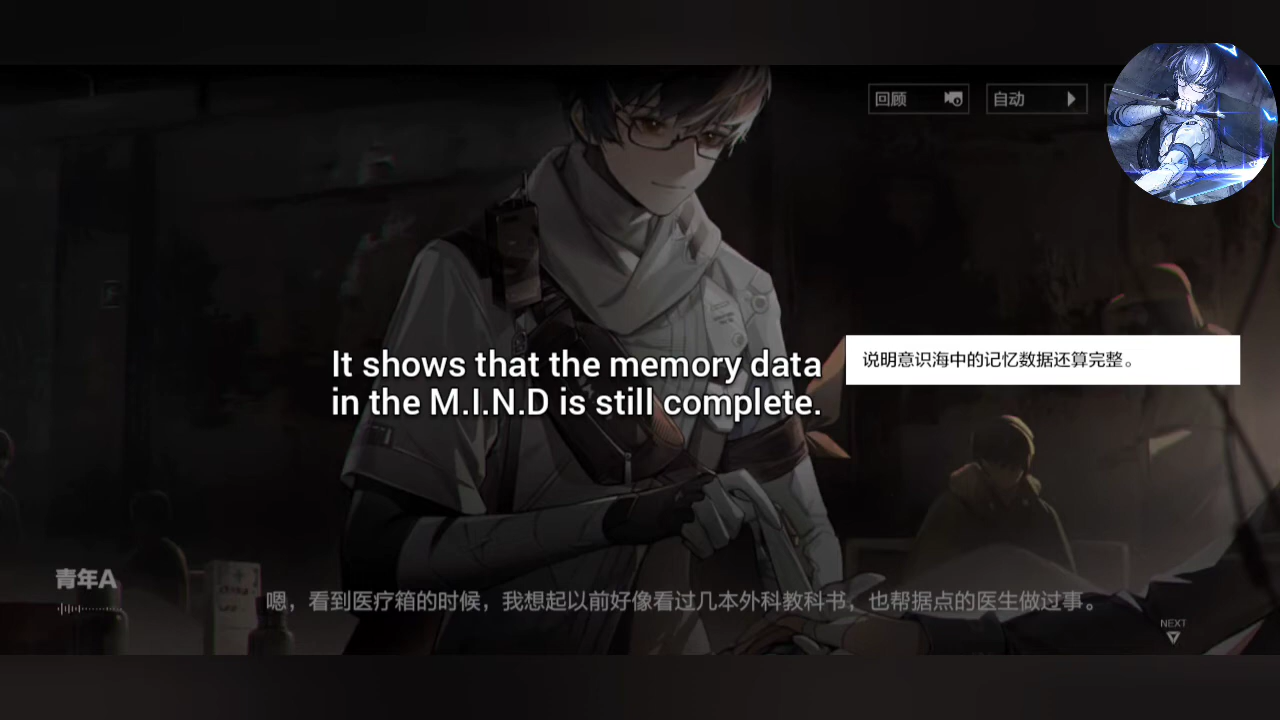 回顾
自动
It shows that the memory data
in the M.I.N.D is still complete.
说明意识海中的记忆数据还算完整。
青年A
嗯，看到医疗箱的时候，我想起以前好像看过几本外科教科书，也帮据点的医生做过事。
NEXT